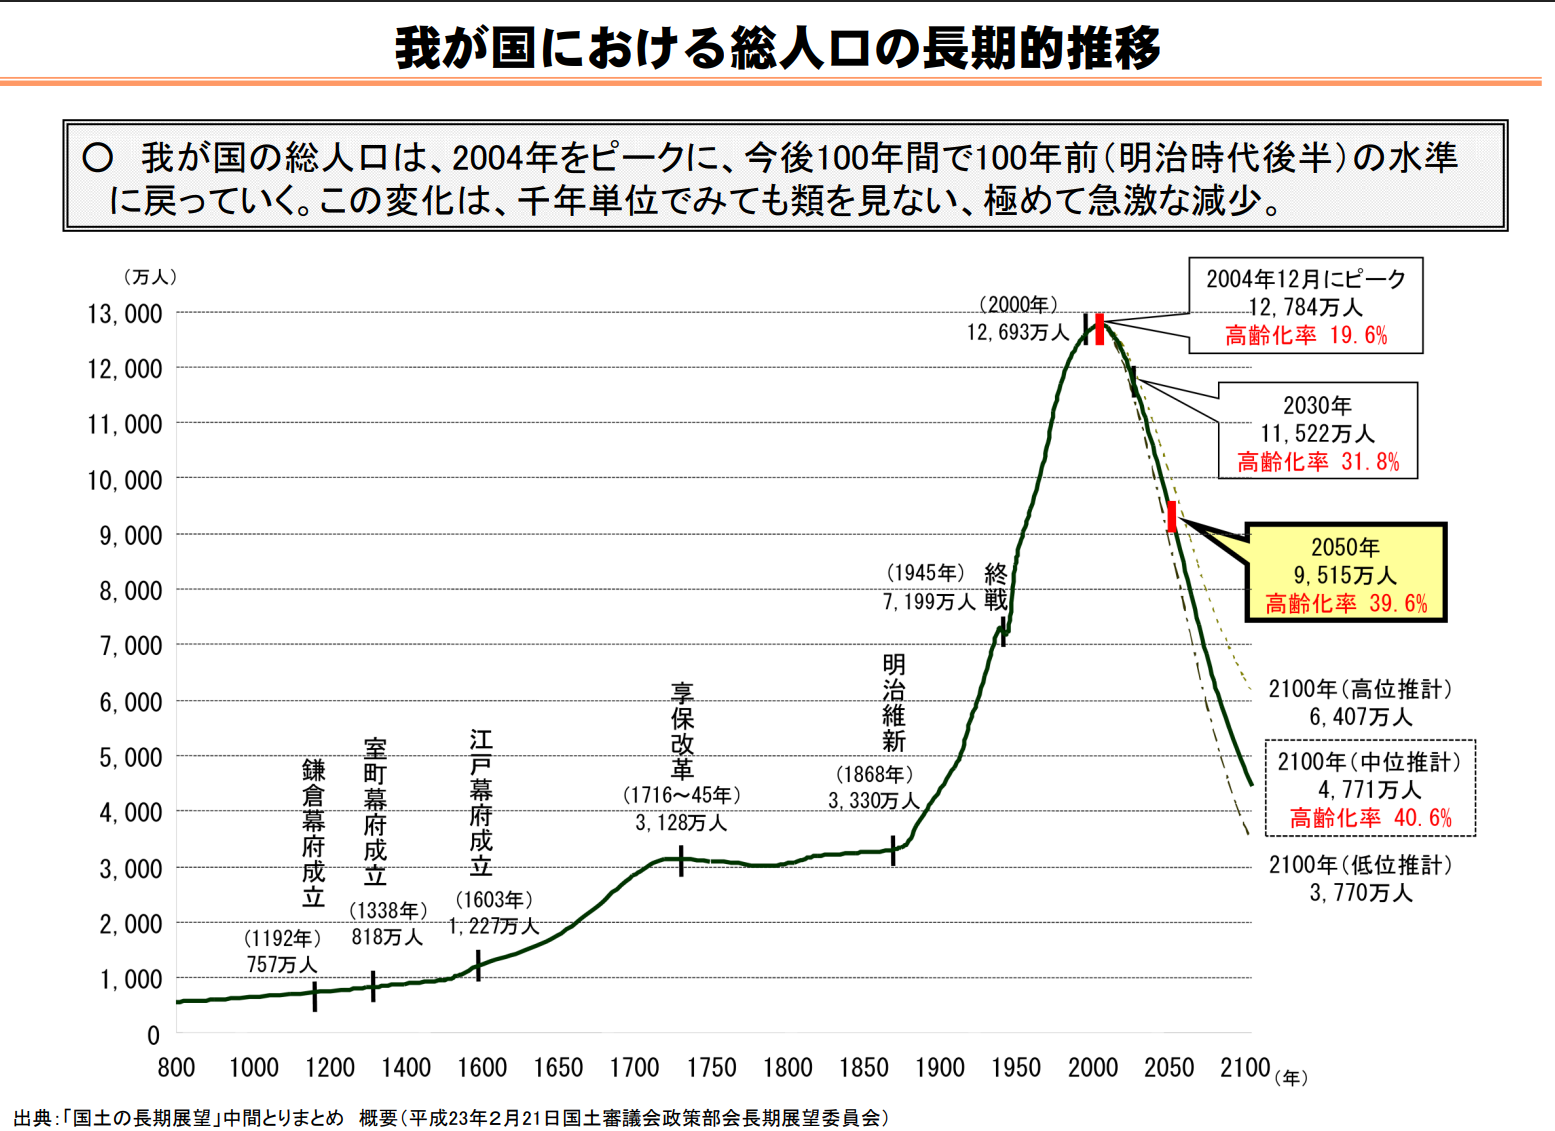 我が国における総人口の長期的推移
○　我が国の総人口は、2004年をピークに、今後100年間で100年前（明治時代後半）の水準
に戻っていく。この変化は、千年単位でみても類を見ない、極めて急激な減少。
（万人）
13,000
12,000
11,000
10,000
9,000
8,000
7,000
6,000
5,000
4,000
3,000
2,000
1,000
0
鎌倉幕府成立
（1192年）
757万人
室町幕府成立
（1338年）
818万人
江戸幕府成立
（1603年）
1,227万人
享保改革
（1716～45年）
3,128万人
明治維新
（1868年）
3,330万人
終戦
（1945年）
7,199万人
（2000年）
12,693万人
2004年12月にピーク
12,784万人
高齢化率 19.6%
2030年
11,522万人
高齢化率 31.8%
2050年
9,515万人
高齢化率 39.6%
2100年（高位推計）
6,407万人
2100年（中位推計）
4,771万人
高齢化率 40.6%
2100年（低位推計）
3,770万人
800 1000 1200 1400 1600 1650 1700 1750 1800 1850 1900 1950 2000 2050 2100 （年）
出典：「国土の長期展望」中間とりまとめ　概要（平成23年２月21日国土審議会政策部会長期展望委員会）